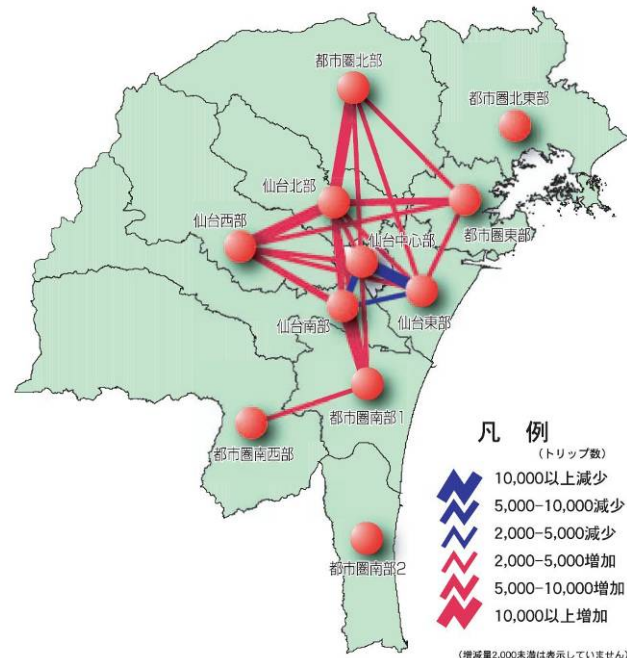 都市圏北部
都市圏北東部
仙台北部
仙台西部
仙台中心部
都市圏東部
仙台南部
仙台東部
都市圏南部1
都市圏南西部
都市圏南部2
凡 例
(トリップ数)
10,000以上減少
5,000-10,000減少
2,000-5,000減少
2,000-5,000増加
5,000-10,000増加
10,000以上増加
(増減量2,000未満は表示していません)